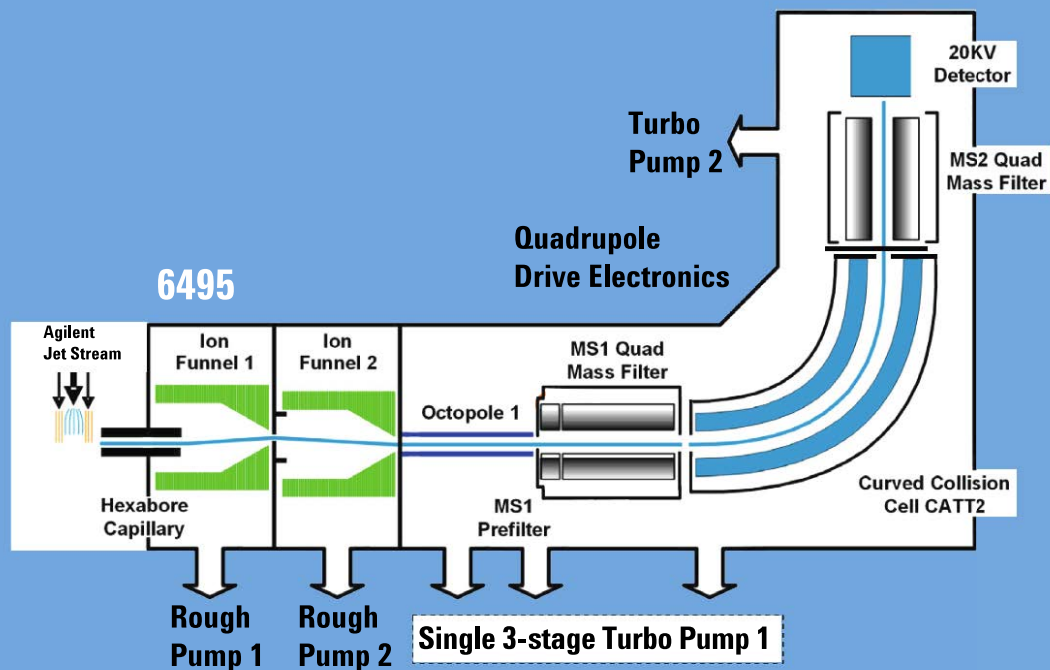 20KV
Detector
Turbo
Pump 2
MS2 Quad
Mass Filter
Quadrupole
Drive Electronics
6495
Agilent
Jet Stream
Ion
Funnel 1
Ion
Funnel 2
MS1 Quad
Mass Filter
Octopole 1
Hexabore
Capillary
MS1
Prefilter
Curved Collision
Cell CATT2
Rough
Pump 1
Rough
Pump 2
Single 3-stage Turbo Pump 1